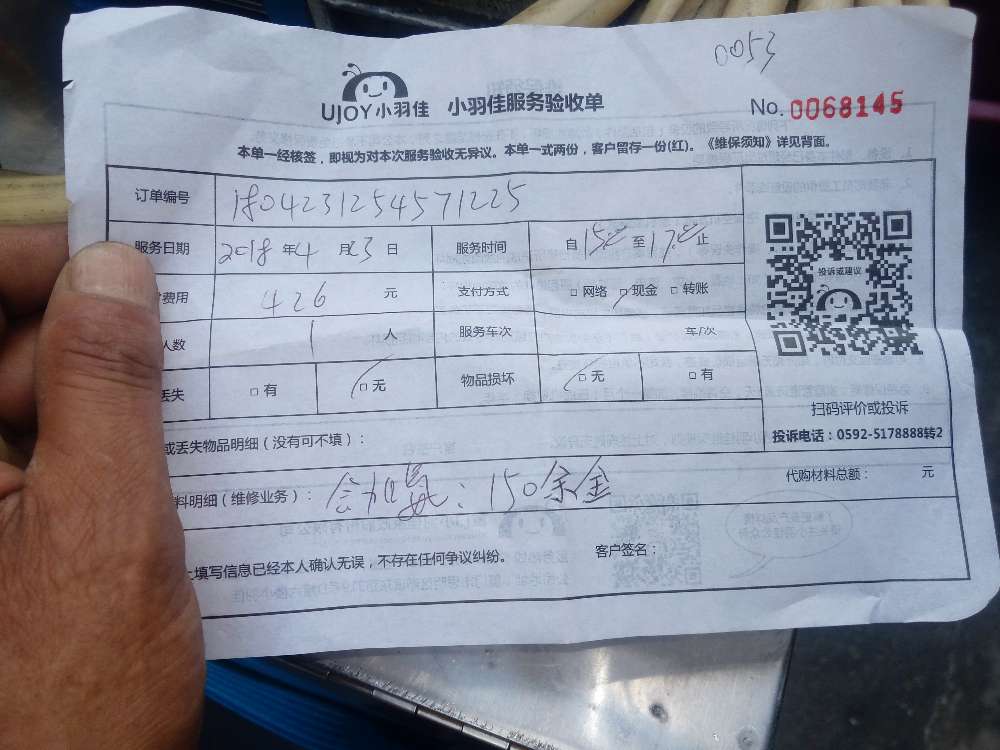 0053
UJOY小羽佳 小羽佳服务验收单
No. 0068145
本单一经核签，即视为对本次服务验收无异议。本单一式两份，客户留存一份(红)。《维保须知》详见背面。
订单编号 1804231254571225
服务日期 2018 年 4 月 23 日 服务时间 自 15:00 至 17:00 止
费用 426 元 支付方式 □ 网络 □ 现金 □ 转账
人数 1 人 服务车次 年/次
丢失 □ 有 □ 无 物品损坏 □ 无 □ 有
投诉或建议
扫码评价或投诉
投诉电话：0592-5178888转2
或丢失物品明细（没有可不填）：
料明细（维修业务）： 150余金
代购材料总额： 元
填写信息已经本人确认无误，不存在任何争议纠纷。 客户签名：